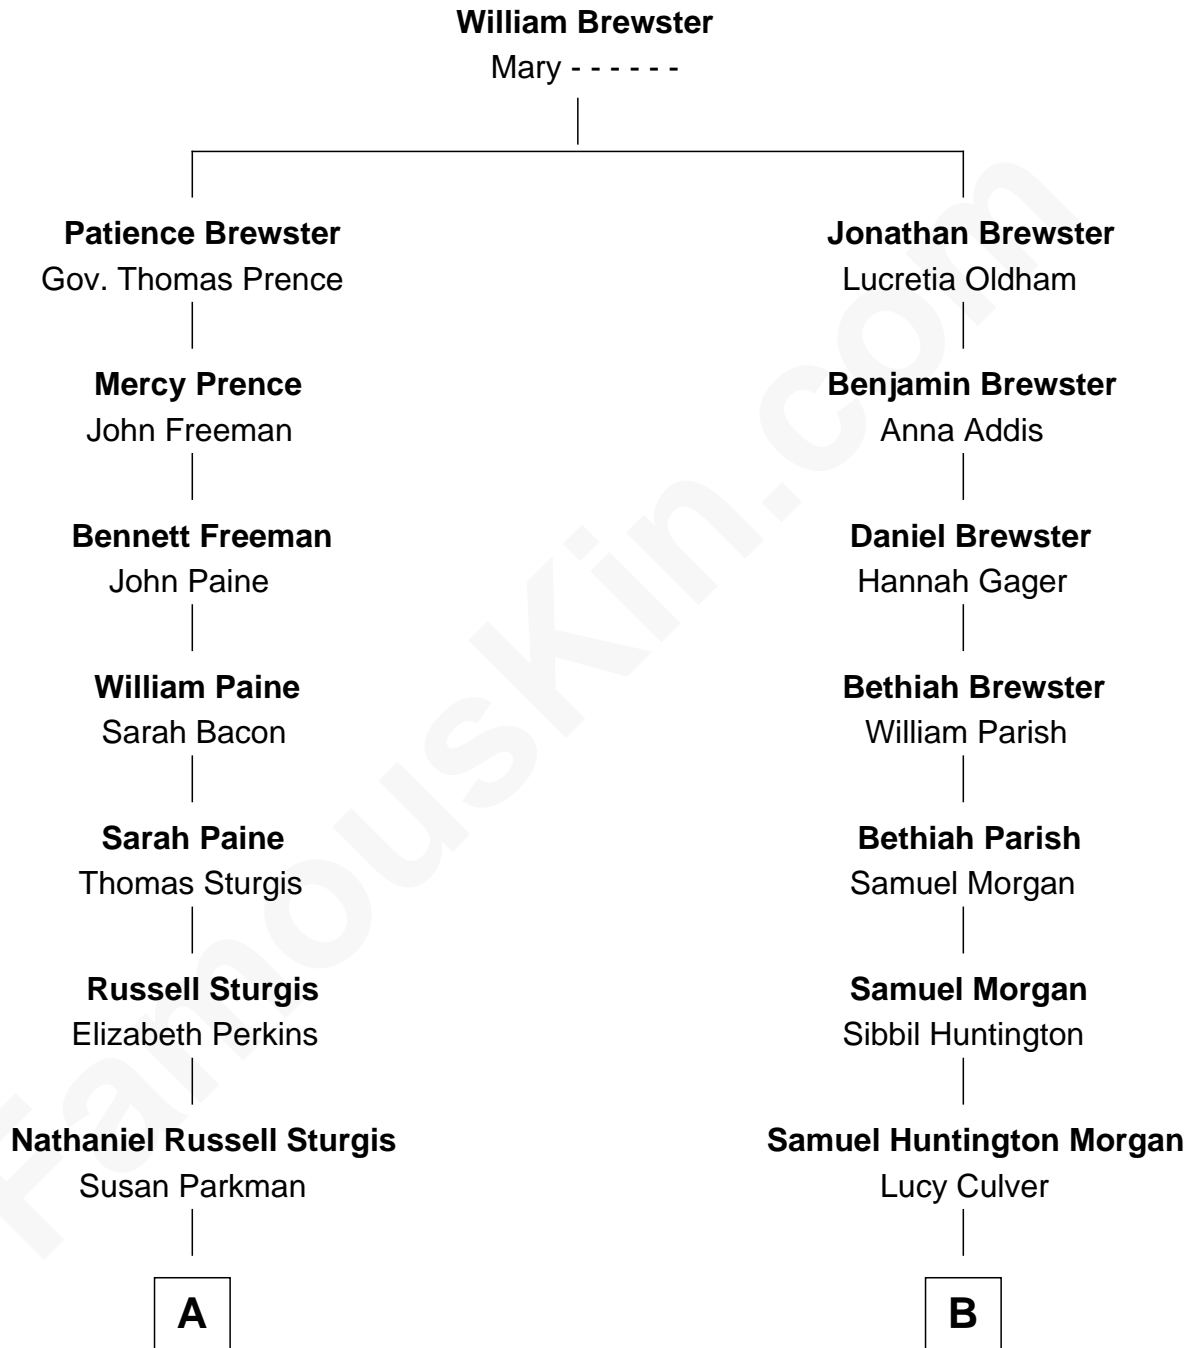 William Brewster
Mary - - - - - -
Patience Brewster
Gov. Thomas Prence
Jonathan Brewster
Lucretia Oldham
Mercy Prence
John Freeman
Benjamin Brewster
Anna Addis
Bennett Freeman
John Paine
Daniel Brewster
Hannah Gager
William Paine
Sarah Bacon
Bethiah Brewster
William Parish
Sarah Paine
Thomas Sturgis
Bethiah Parish
Samuel Morgan
Russell Sturgis
Elizabeth Perkins
Samuel Morgan
Sibbil Huntington
Nathaniel Russell Sturgis
Susan Parkman
Samuel Huntington Morgan
Lucy Culver
A
B
FamousKin.com